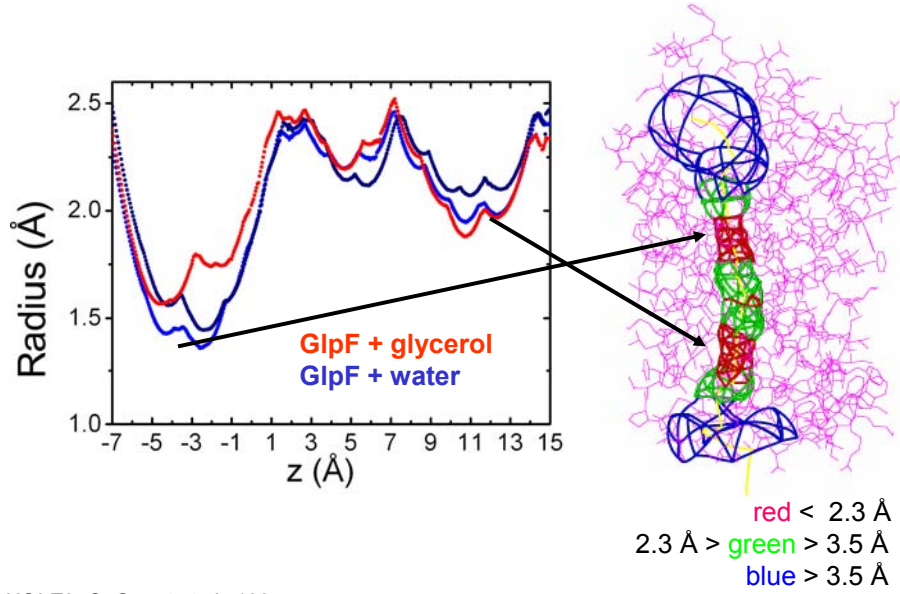 2.5
2.0
1.5
1.0
Radius (Å)
-7 -5 -3 -1 1 3 5 7 9 11 13 15
z (Å)
GlpF + glycerol
GlpF + water
red < 2.3 Å
2.3 Å > green > 3.5 Å
blue > 3.5 Å